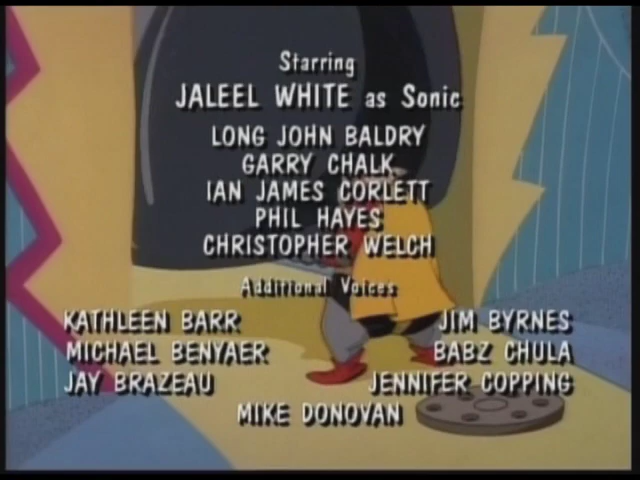 Starring
JALEEL WHITE as Sonic
LONG JOHN BALDRY
GARRY CHALK
IAN JAMES CORLETT
PHIL HAYES
CHRISTOPHER WELCH
Additional Voices
KATHLEEN BARR JIM BYRNES
MICHAEL BENYAER BABZ CHULA
JAY BRAZEAU JENNIFER COPPING
MIKE DONOVAN